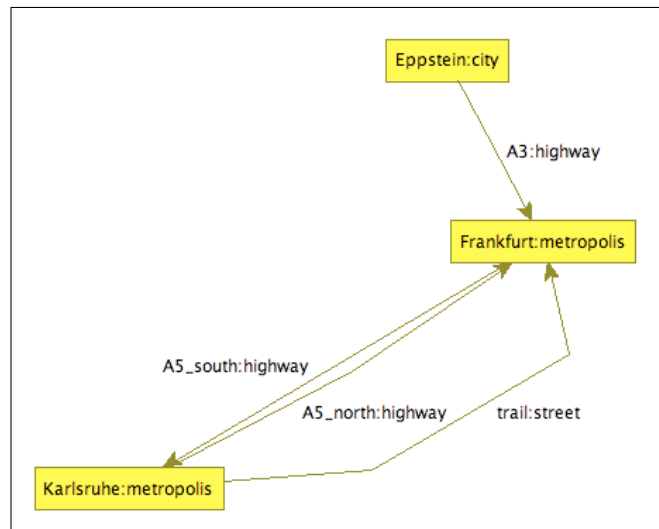 Eppstein:city
A3:highway
Frankfurt:metropolis
A5_south:highway
A5_north:highway
trail:street
Karlsruhe:metropolis